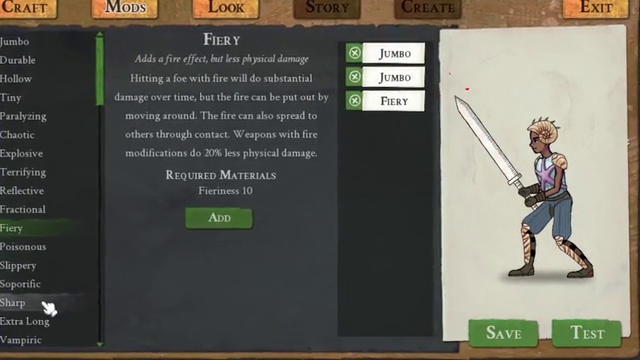 CRAFT MODS LOOK STORY CREATE EXIT
Jumbo
Durable
Hollow
Tiny
Paralyzing
Chaotic
Explosive
Terrifying
Reflective
Fractional
Fiery
Poisonous
Slippery
Soporific
Sharp
Extra Long
Vampiric
FIERY
Adds a fire effect, but less physical damage
Hitting a foe with fire will do substantial
damage over time, but the fire can be put out by
moving around. The fire can also spread to
others through contact. Weapons with fire
modifications do 20% less physical damage.
REQUIRED MATERIALS
Fieriness 10
ADD
JUMBO
JUMBO
FIERY
SAVE TEST